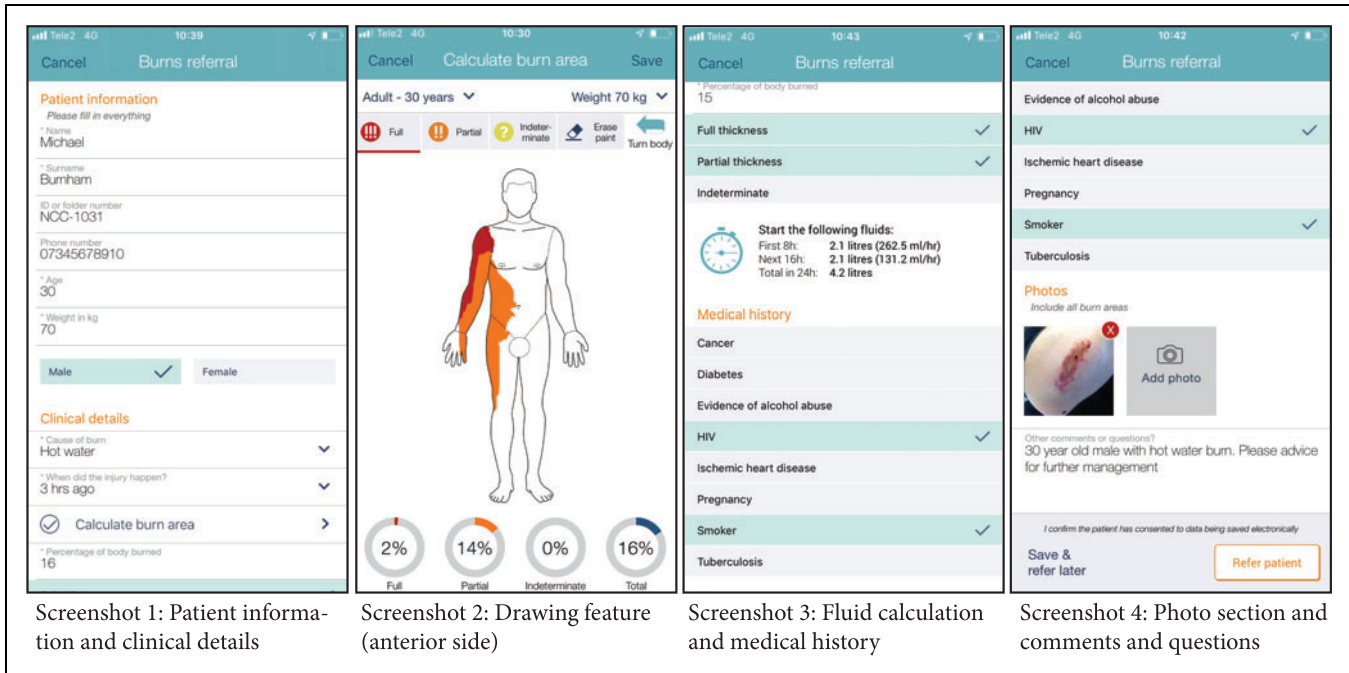 Tele2 4G 10:39
Cancel Burns referral
Patient information
Please fill in everything
* Name
Michael
* Surname
Burnham
ID or folder number
NCC-1031
Phone number
07345678910
* Age
30
* Weight in kg
70
Male Female
Clinical details
* Cause of burn
Hot water
* When did the injury happen?
3 hrs ago
Calculate burn area
* Percentage of body burned
16
Screenshot 1: Patient informa-
tion and clinical details
Tele2 4G 10:30
Cancel Calculate burn area Save
Adult - 30 years Weight 70 kg
!!! Full
!! Partial
? Indeter-
minate
Erase
paint
Turn body
2% 14% 0% 16%
Full Partial Indeterminate Total
Screenshot 2: Drawing feature
(anterior side)
Tele2 4G 10:43
Cancel Burns referral
* Percentage of body burned
15
Full thickness
Partial thickness
Indeterminate
Start the following fluids:
First 8h: 2.1 litres (262.5 ml/hr)
Next 16h: 2.1 litres (131.2 ml/hr)
Total in 24h: 4.2 litres
Medical history
Cancer
Diabetes
Evidence of alcohol abuse
HIV
Ischemic heart disease
Pregnancy
Smoker
Tuberculosis
Screenshot 3: Fluid calculation
and medical history
Tele2 4G 10:42
Cancel Burns referral
Evidence of alcohol abuse
HIV
Ischemic heart disease
Pregnancy
Smoker
Tuberculosis
Photos
Include all burn areas
X
Add photo
Other comments or questions?
30 year old male with hot water burn. Please advice
for further management
I confirm the patient has consented to data being saved electronically
Save &
refer later
Refer patient
Screenshot 4: Photo section and
comments and questions